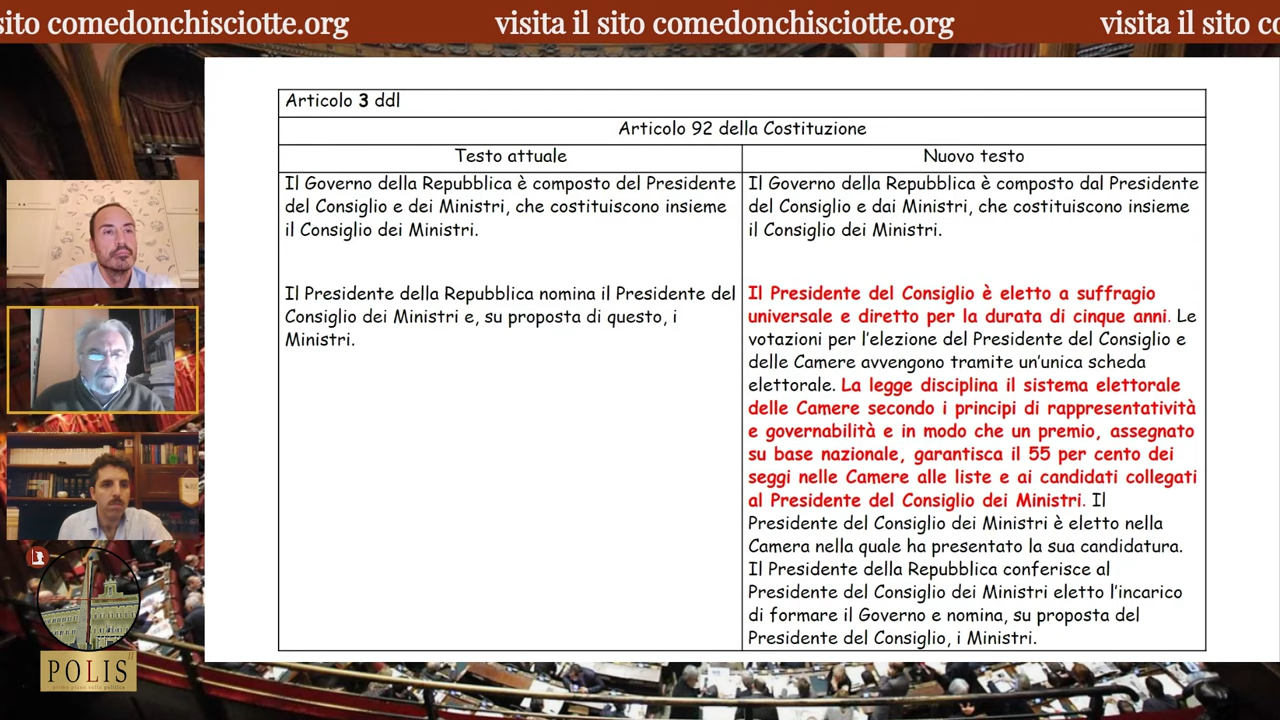 sito comedonchisciotte.org
visita il sito comedonchisciotte.org
visita il sito co
Articolo 3 ddl
Articolo 92 della Costituzione
Testo attuale
Nuovo testo
Il Governo della Repubblica è composto del Presidente
del Consiglio e dei Ministri, che costituiscono insieme
il Consiglio dei Ministri.
Il Presidente della Repubblica nomina il Presidente del
Consiglio dei Ministri e, su proposta di questo, i
Ministri.
Il Governo della Repubblica è composto dal Presidente
del Consiglio e dai Ministri, che costituiscono insieme
il Consiglio dei Ministri.
Il Presidente del Consiglio è eletto a suffragio
universale e diretto per la durata di cinque anni. Le
votazioni per l'elezione del Presidente del Consiglio e
delle Camere avvengono tramite un'unica scheda
elettorale. La legge disciplina il sistema elettorale
delle Camere secondo i principi di rappresentatività
e governabilità e in modo che un premio, assegnato
su base nazionale, garantisca il 55 per cento dei
seggi nelle Camere alle liste e ai candidati collegati
al Presidente del Consiglio dei Ministri. Il
Presidente del Consiglio dei Ministri è eletto nella
Camera nella quale ha presentato la sua candidatura.
Il Presidente della Repubblica conferisce al
Presidente del Consiglio dei Ministri eletto l'incarico
di formare il Governo e nomina, su proposta del
Presidente del Consiglio, i Ministri.
POLIS